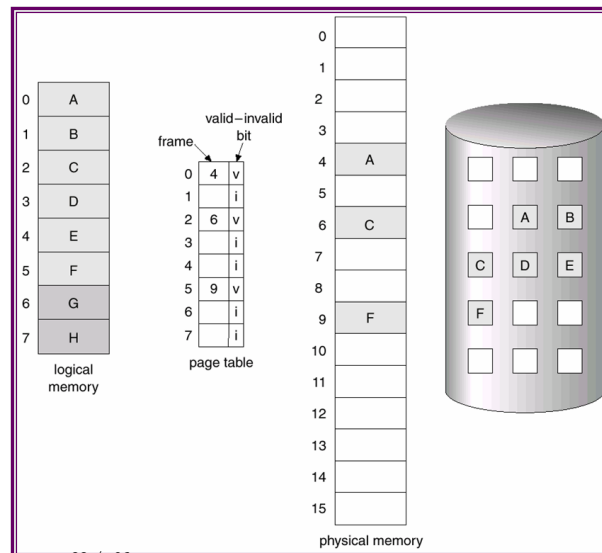 0 A
1 B
2 C
3 D
4 E
5 F
6 G
7 H
logical
memory
valid–invalid
frame bit
0 4 v
1 i
2 6 v
3 i
4 i
5 9 v
6 i
7 i
page table
0
1
2
3
4 A
5
6 C
7
8
9 F
10
11
12
13
14
15
physical memory
A B
C D E
F